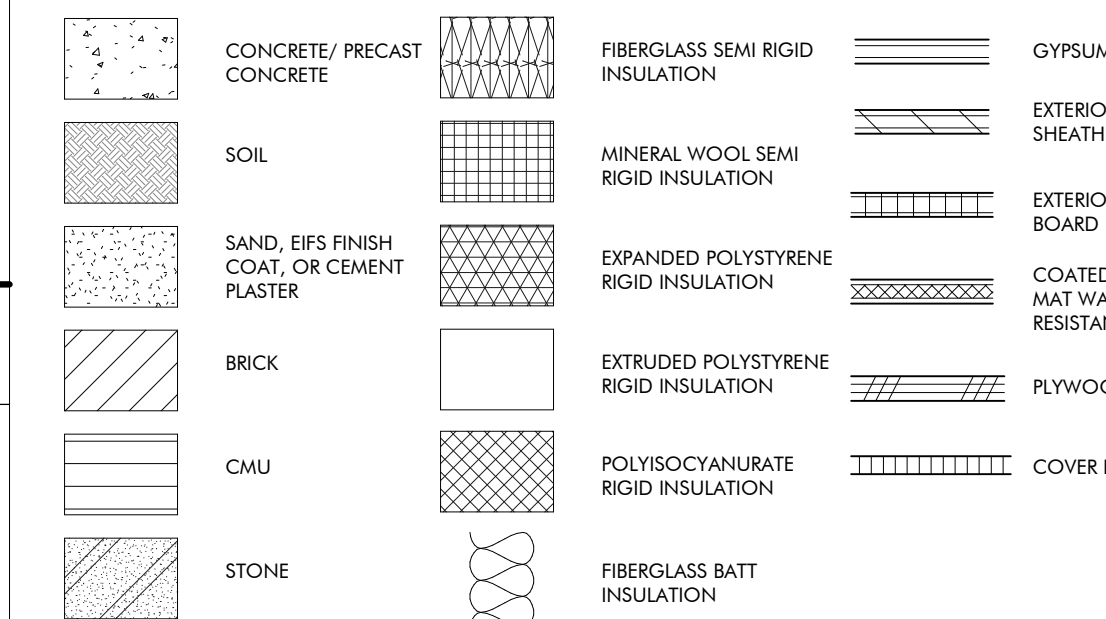 CONCRETE/ PRECAST
CONCRETE
SOIL
SAND, EIFS FINISH
COAT, OR CEMENT
PLASTER
BRICK
CMU
STONE
FIBERGLASS SEMI RIGID
INSULATION
MINERAL WOOL SEMI
RIGID INSULATION
EXPANDED POLYSTYRENE
RIGID INSULATION
EXTRUDED POLYSTYRENE
RIGID INSULATION
POLYISOCYANURATE
RIGID INSULATION
FIBERGLASS BATT
INSULATION
GYPSUM
EXTERIO
SHEATH
EXTERIO
BOARD
COATED
MAT WA
RESISTAN
PLYWOO
COVER